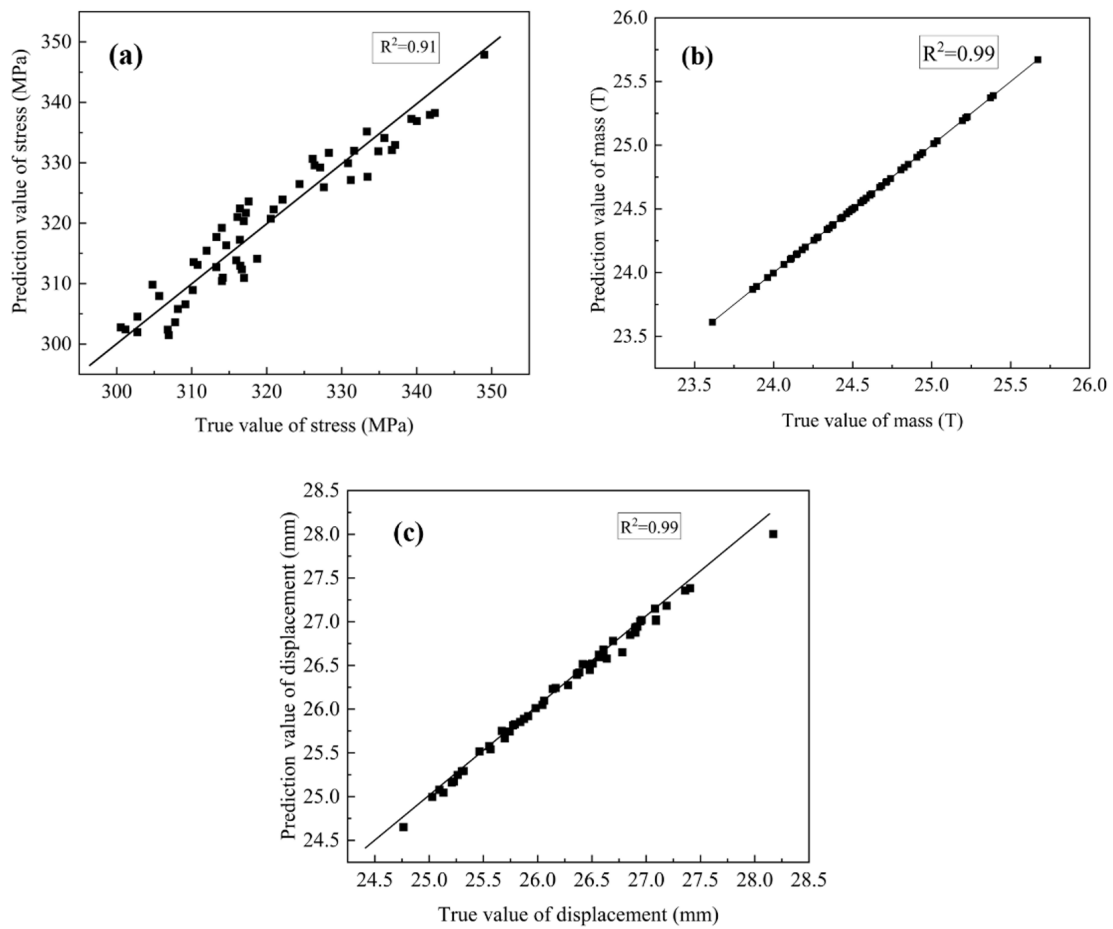 (a)
R²=0.91
350
340
330
320
310
300
Prediction value of stress (MPa)
300 310 320 330 340 350
True value of stress (MPa)
(b)
R²=0.99
26.0
25.5
25.0
24.5
24.0
23.5
Prediction value of mass (T)
23.5 24.0 24.5 25.0 25.5 26.0
True value of mass (T)
(c)
R²=0.99
28.5
28.0
27.5
27.0
26.5
26.0
25.5
25.0
24.5
Prediction value of displacement (mm)
24.5 25.0 25.5 26.0 26.5 27.0 27.5 28.0 28.5
True value of displacement (mm)